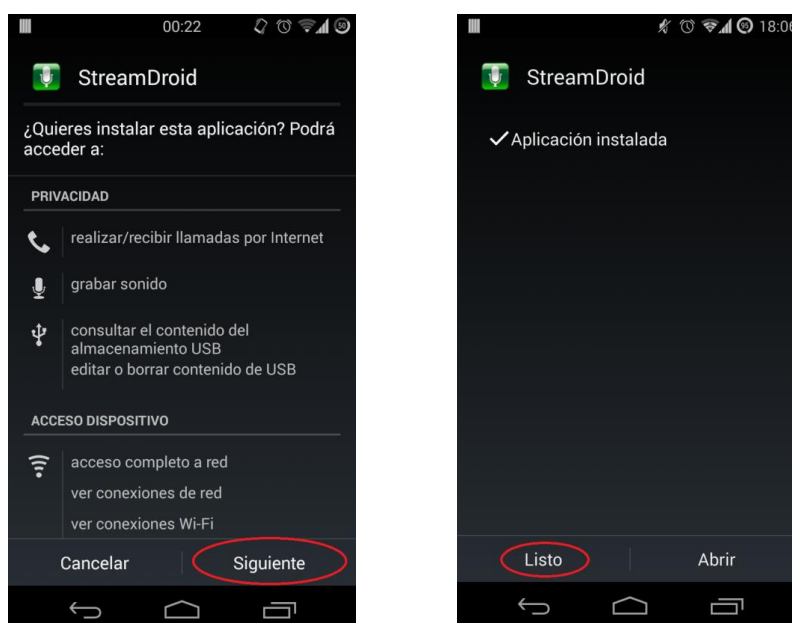 00:22
50
StreamDroid
¿Quieres instalar esta aplicación? Podrá
acceder a:
PRIVACIDAD
realizar/recibir llamadas por Internet
grabar sonido
consultar el contenido del
almacenamiento USB
editar o borrar contenido de USB
ACCESO DISPOSITIVO
acceso completo a red
ver conexiones de red
ver conexiones Wi-Fi
Cancelar
Siguiente
95
18:06
StreamDroid
Aplicación instalada
Listo
Abrir